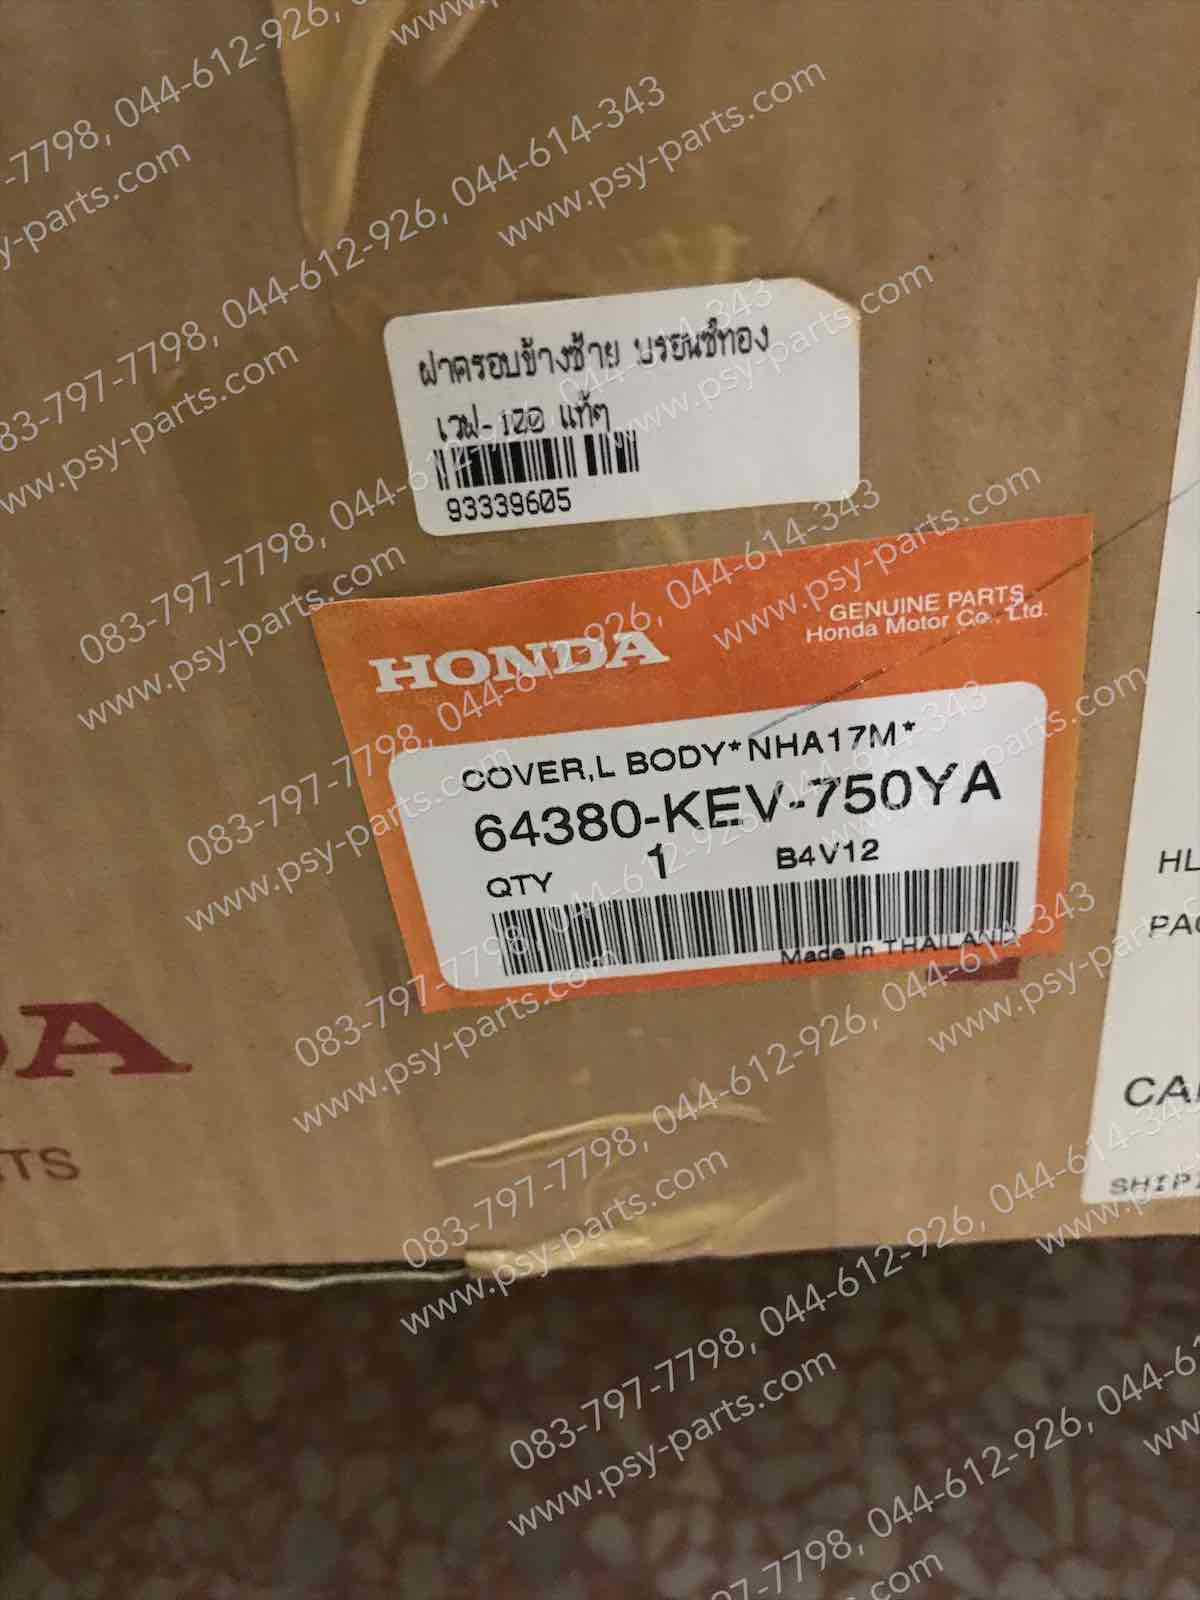 ฝาครอบข้างซ้าย บรอนซ์ทอง
เวฟ-120 แท้ๆ
93339605
HONDA
GENUINE PARTS
Honda Motor Co., Ltd.
COVER,L BODY*NHA17M*
64380-KEV-750YA
QTY 1 B4V12
Made in THAILAND
083-797-7798, 044-612-926, 044-614-343
www.psy-parts.com